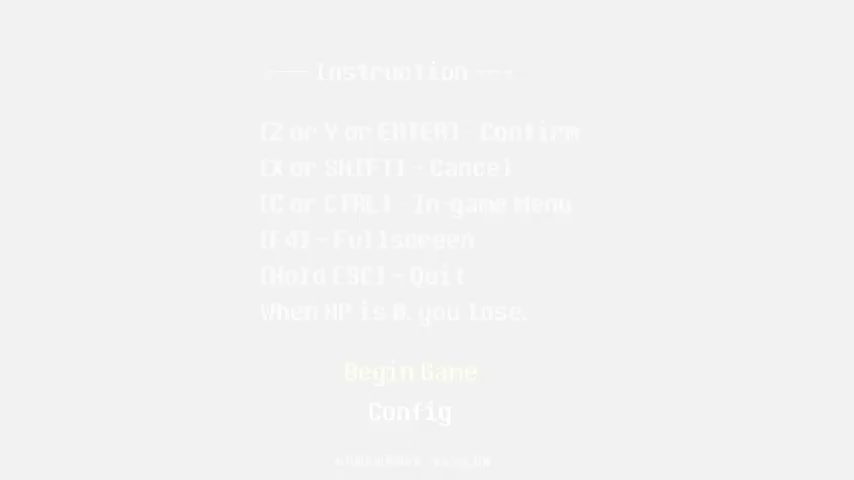 --- Instruction ---
[Z or Y or ENTER] - Confirm
[X or SHIFT] - Cancel
[C or CTRL] - In-game Menu
[F4] - Fullscreen
[Hold ESC] - Quit
When HP is 0, you lose.
Begin Game
Config